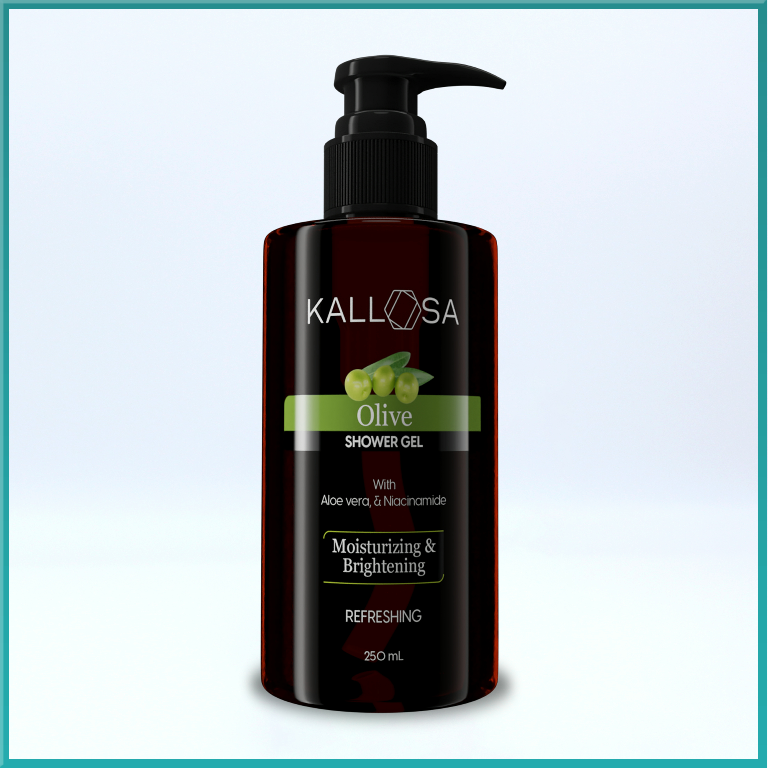 KALLOSA
Olive
SHOWER GEL
With
Aloe vera, & Niacinamide
Moisturizing &
Brightening
REFRESHING
250 mL